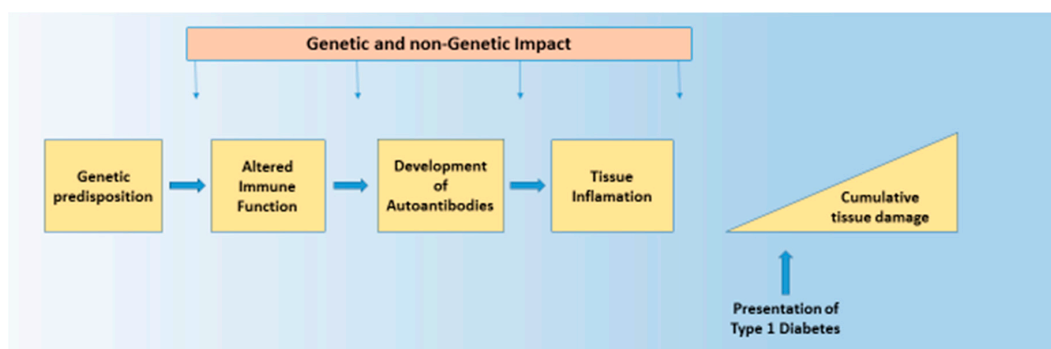 Genetic and non-Genetic Impact
Genetic
predisposition
Altered
Immune
Function
Development
of
Autoantibodies
Tissue
Inflamation
Cumulative
tissue damage
Presentation of
Type 1 Diabetes